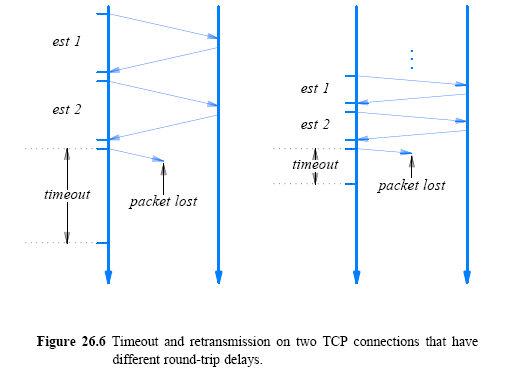 est 1
est 2
timeout
packet lost
est 1
est 2
timeout
packet lost
Figure 26.6 Timeout and retransmission on two TCP connections that have
different round-trip delays.